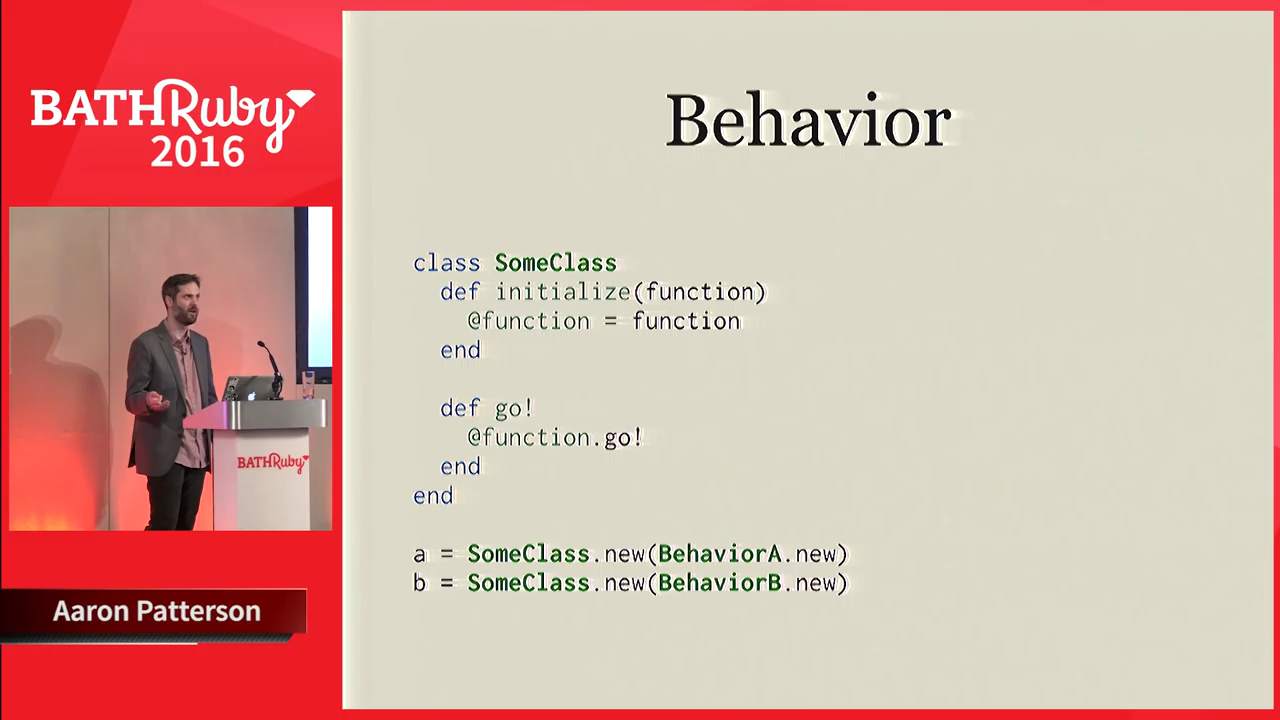 BATHRuby
2016
BATHRuby
Aaron Patterson
Behavior
class SomeClass
  def initialize(function)
    @function = function
  end

  def go!
    @function.go!
  end
end

a = SomeClass.new(BehaviorA.new)
b = SomeClass.new(BehaviorB.new)